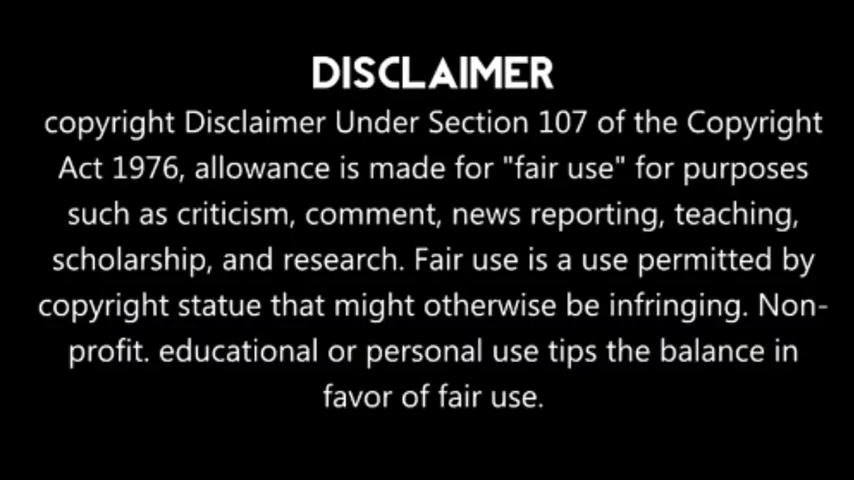 DISCLAIMER
copyright Disclaimer Under Section 107 of the Copyright
Act 1976, allowance is made for "fair use" for purposes
such as criticism, comment, news reporting, teaching,
scholarship, and research. Fair use is a use permitted by
copyright statue that might otherwise be infringing. Non-
profit. educational or personal use tips the balance in
favor of fair use.